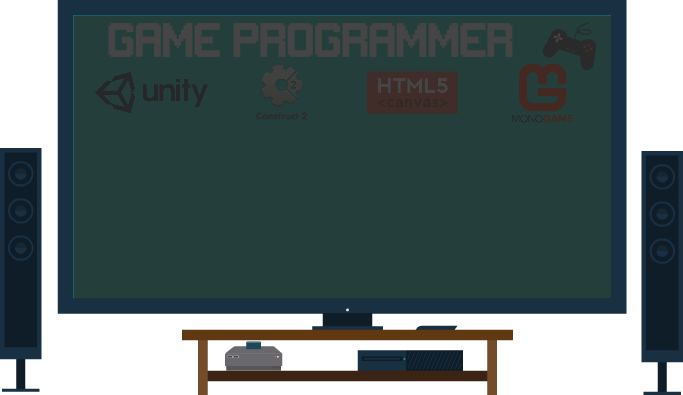 GAME PROGRAMMER
unity
Construct 2
HTML5
<canvas>
MONOGAME